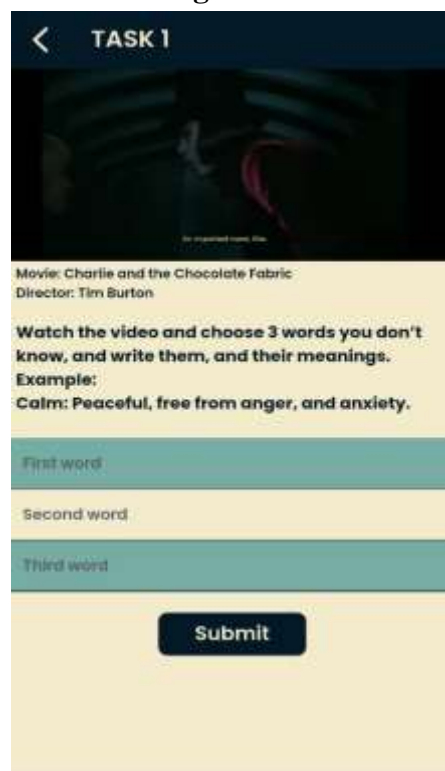 TASK 1
Movie: Charlie and the Chocolate Fabric
Director: Tim Burton
Watch the video and choose 3 words you don't
know, and write them, and their meanings.
Example:
Calm: Peaceful, free from anger, and anxiety.
First word
Second word
Third word
Submit